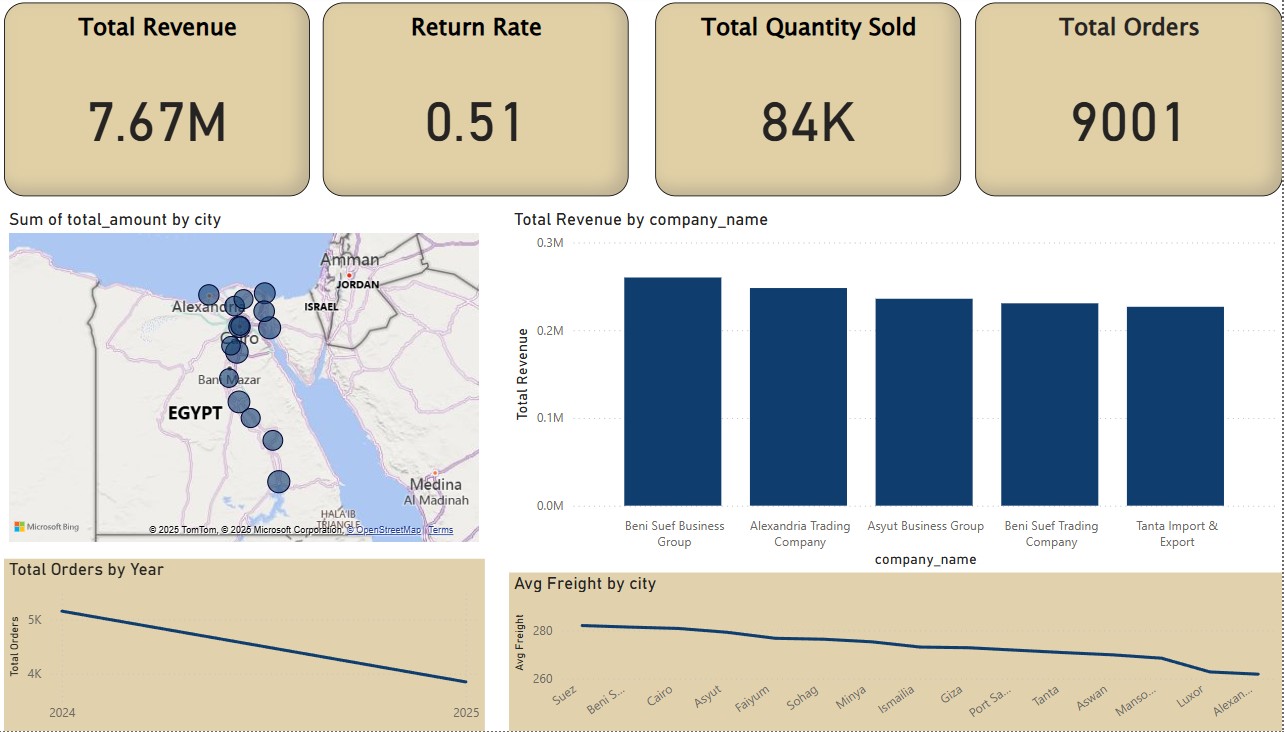 Total Revenue
7.67M
Return Rate
0.51
Total Quantity Sold
84K
Total Orders
9001
Sum of total_amount by city
Amman
JORDAN
ISRAEL
Alexandria
Cairo
Bani Mazar
EGYPT
Medina
Al Madinah
HALA'IB
TRIANGLE
Microsoft Bing
© 2025 TomTom, © 2025 Microsoft Corporation, © OpenStreetMap Terms
Total Revenue by company_name
Total Revenue
0.3M
0.2M
0.1M
0.0M
Beni Suef Business
Group
Alexandria Trading
Company
Asyut Business Group
Beni Suef Trading
Company
Tanta Import &
Export
company_name
Total Orders by Year
Total Orders
5K
4K
2024
2025
Avg Freight by city
Avg Freight
280
260
Suez
Beni S...
Cairo
Asyut
Faiyum
Sohag
Minya
Ismailia
Giza
Port Sa...
Tanta
Aswan
Manso...
Luxor
Alexan...